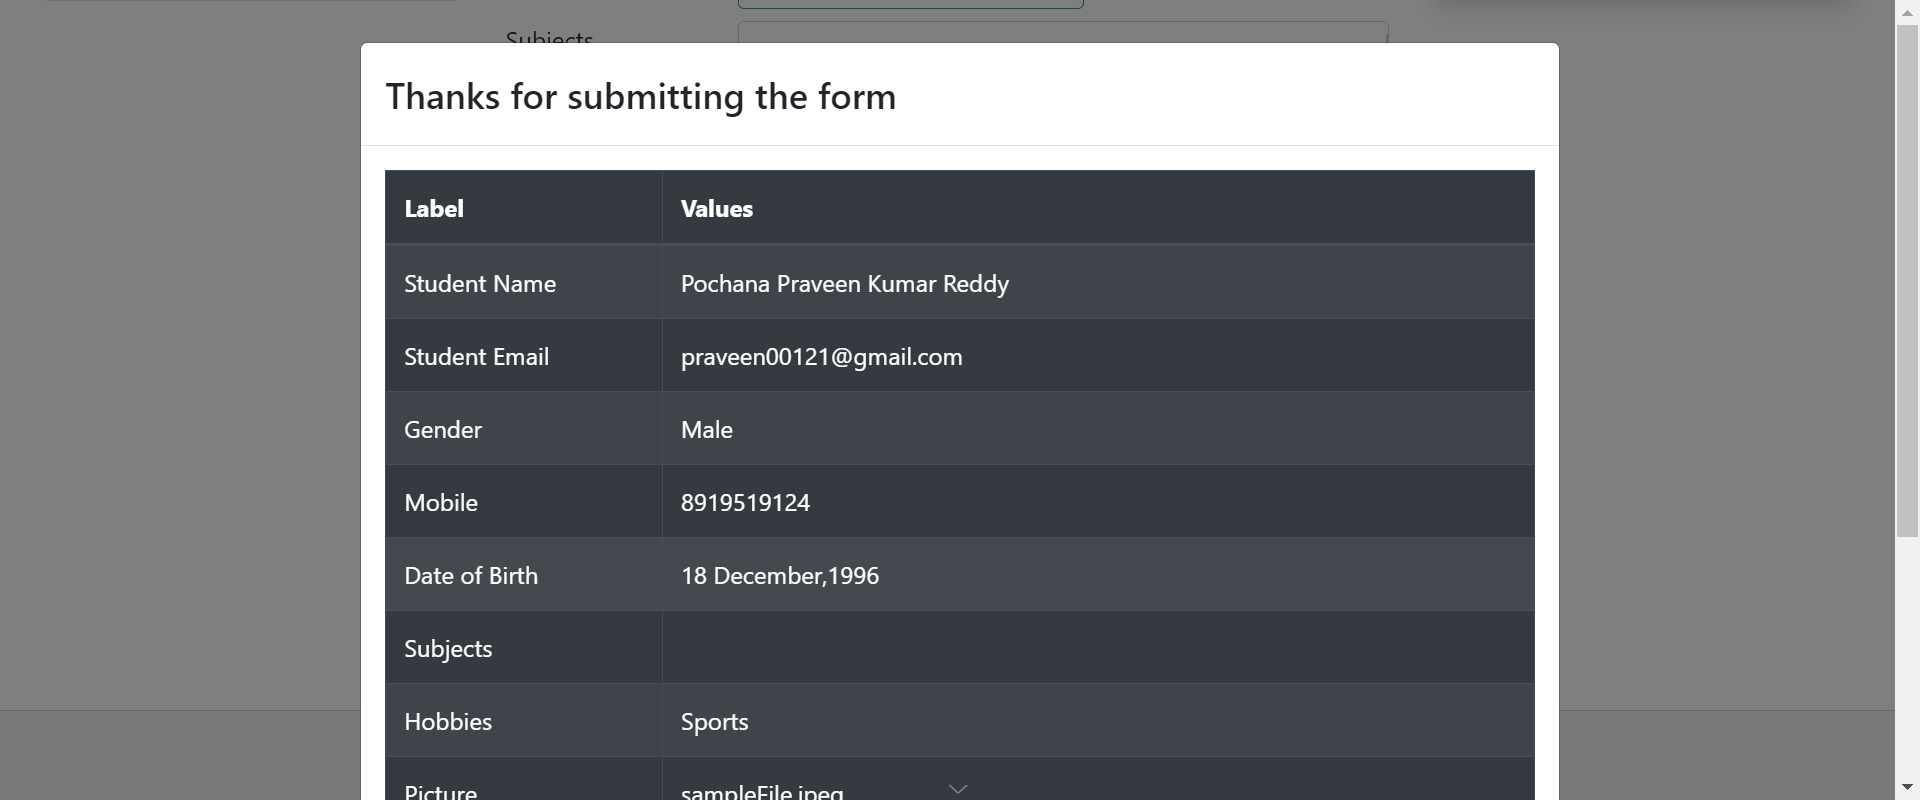 Subjects
Thanks for submitting the form
Label Values
Student Name Pochana Praveen Kumar Reddy
Student Email praveen00121@gmail.com
Gender Male
Mobile 8919519124
Date of Birth 18 December,1996
Subjects
Hobbies Sports
Picture sampleFile.jpeg